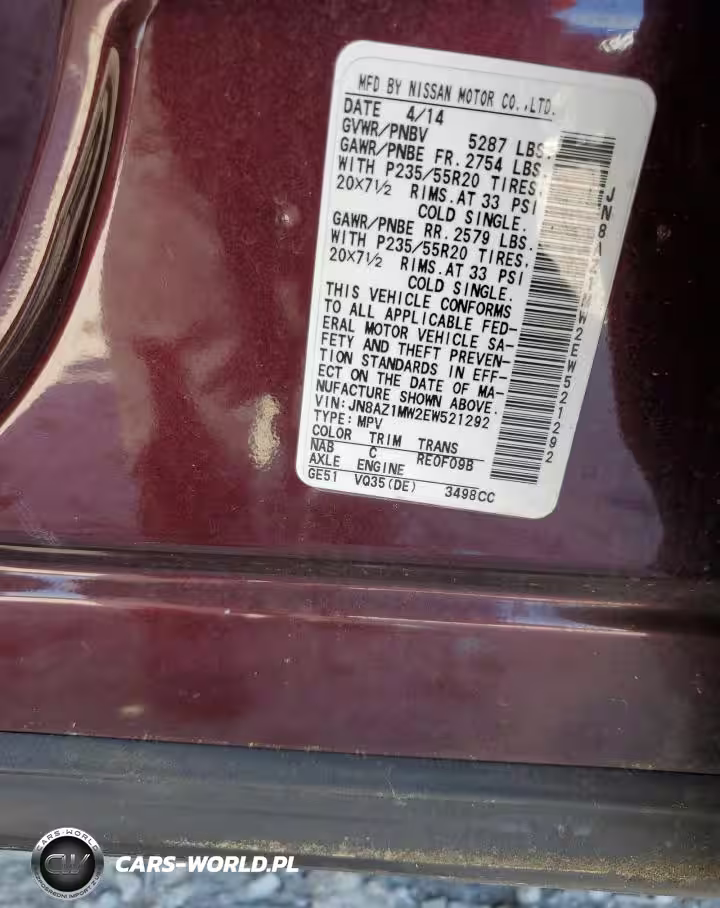 MFD BY NISSAN MOTOR CO.,LTD.
DATE 4/14
GVWR/PNBV 5287 LBS.
GAWR/PNBE FR. 2754 LBS.
WITH P235/55R20 TIRES.
20X7½ RIMS. AT 33 PSI
COLD SINGLE.
GAWR/PNBE RR. 2579 LBS.
WITH P235/55R20 TIRES.
20X7½ RIMS. AT 33 PSI
COLD SINGLE.
THIS VEHICLE CONFORMS
TO ALL APPLICABLE FED-
ERAL MOTOR VEHICLE SA-
FETY AND THEFT PREVEN-
TION STANDARDS IN EFF-
ECT ON THE DATE OF MA-
NUFACTURE SHOWN ABOVE.
VIN:JN8AZ1MW2EW521292
TYPE: MPV
COLOR TRIM TRANS
NAB C RE0F09B
AXLE ENGINE
GE51 VQ35(DE) 3498CC
JN8AZ1MW2EW521292
CARS-WORLD
CW
CARS-WORLD.PL